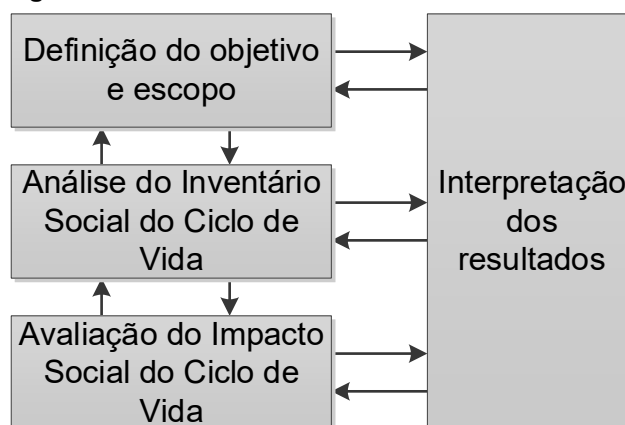 Definição do objetivo
e escopo
Análise do Inventário
Social do Ciclo de
Vida
Avaliação do Impacto
Social do Ciclo de
Vida
Interpretação
dos
resultados